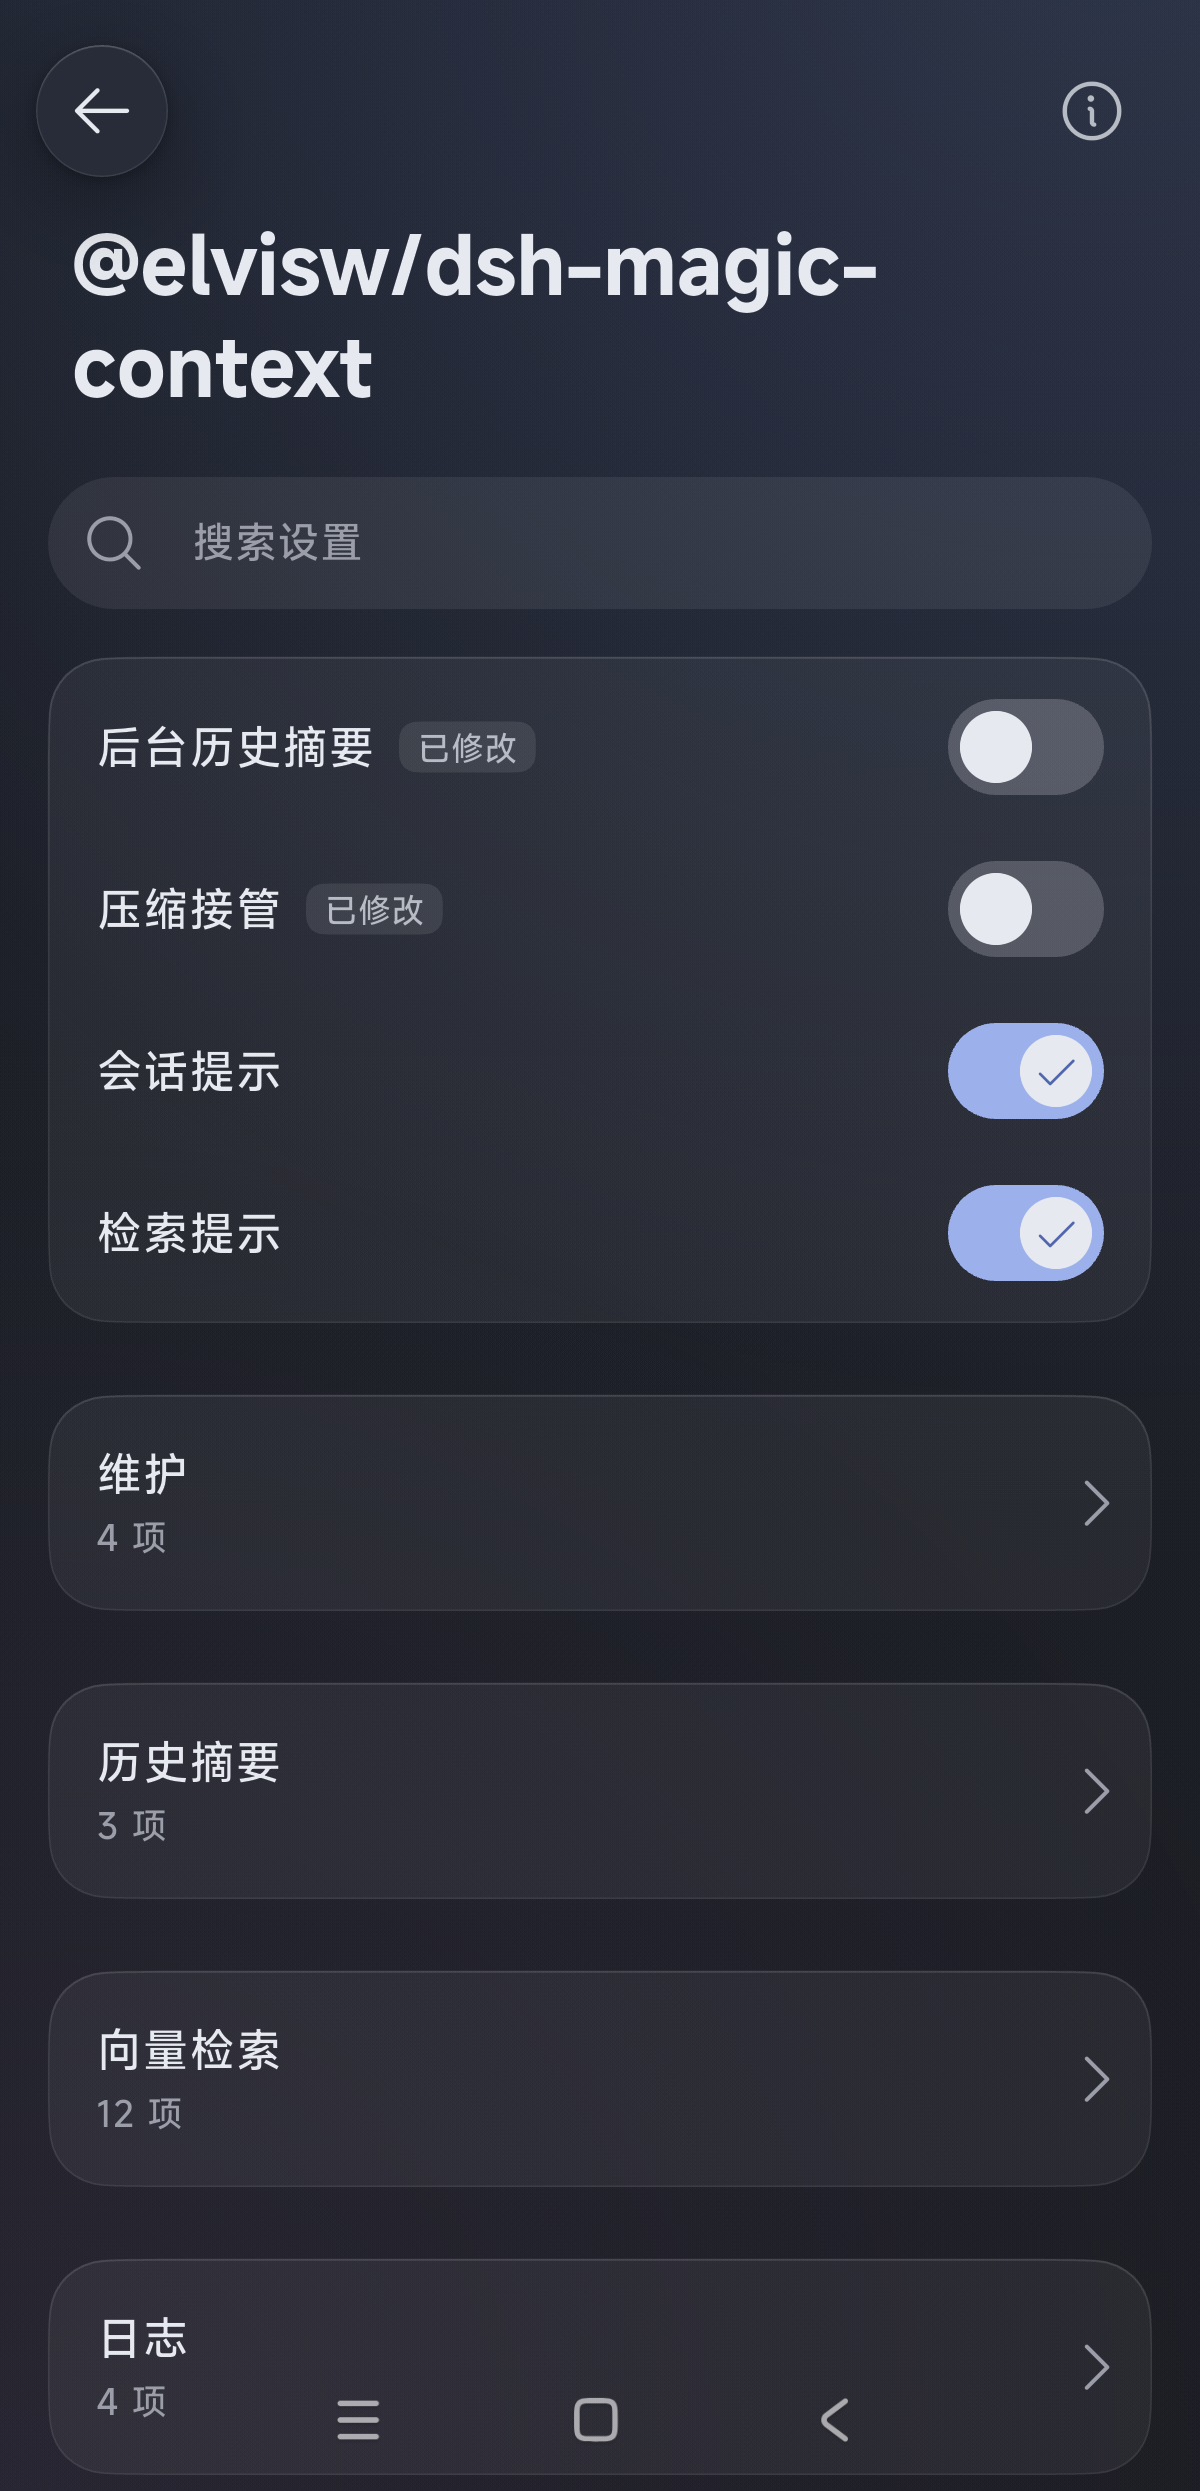 @elvisw/dsh-magic-
context
搜索设置
后台历史摘要 已修改
压缩接管 已修改
会话提示
检索提示
维护
4 项
历史摘要
3 项
向量检索
12 项
日志
4 项